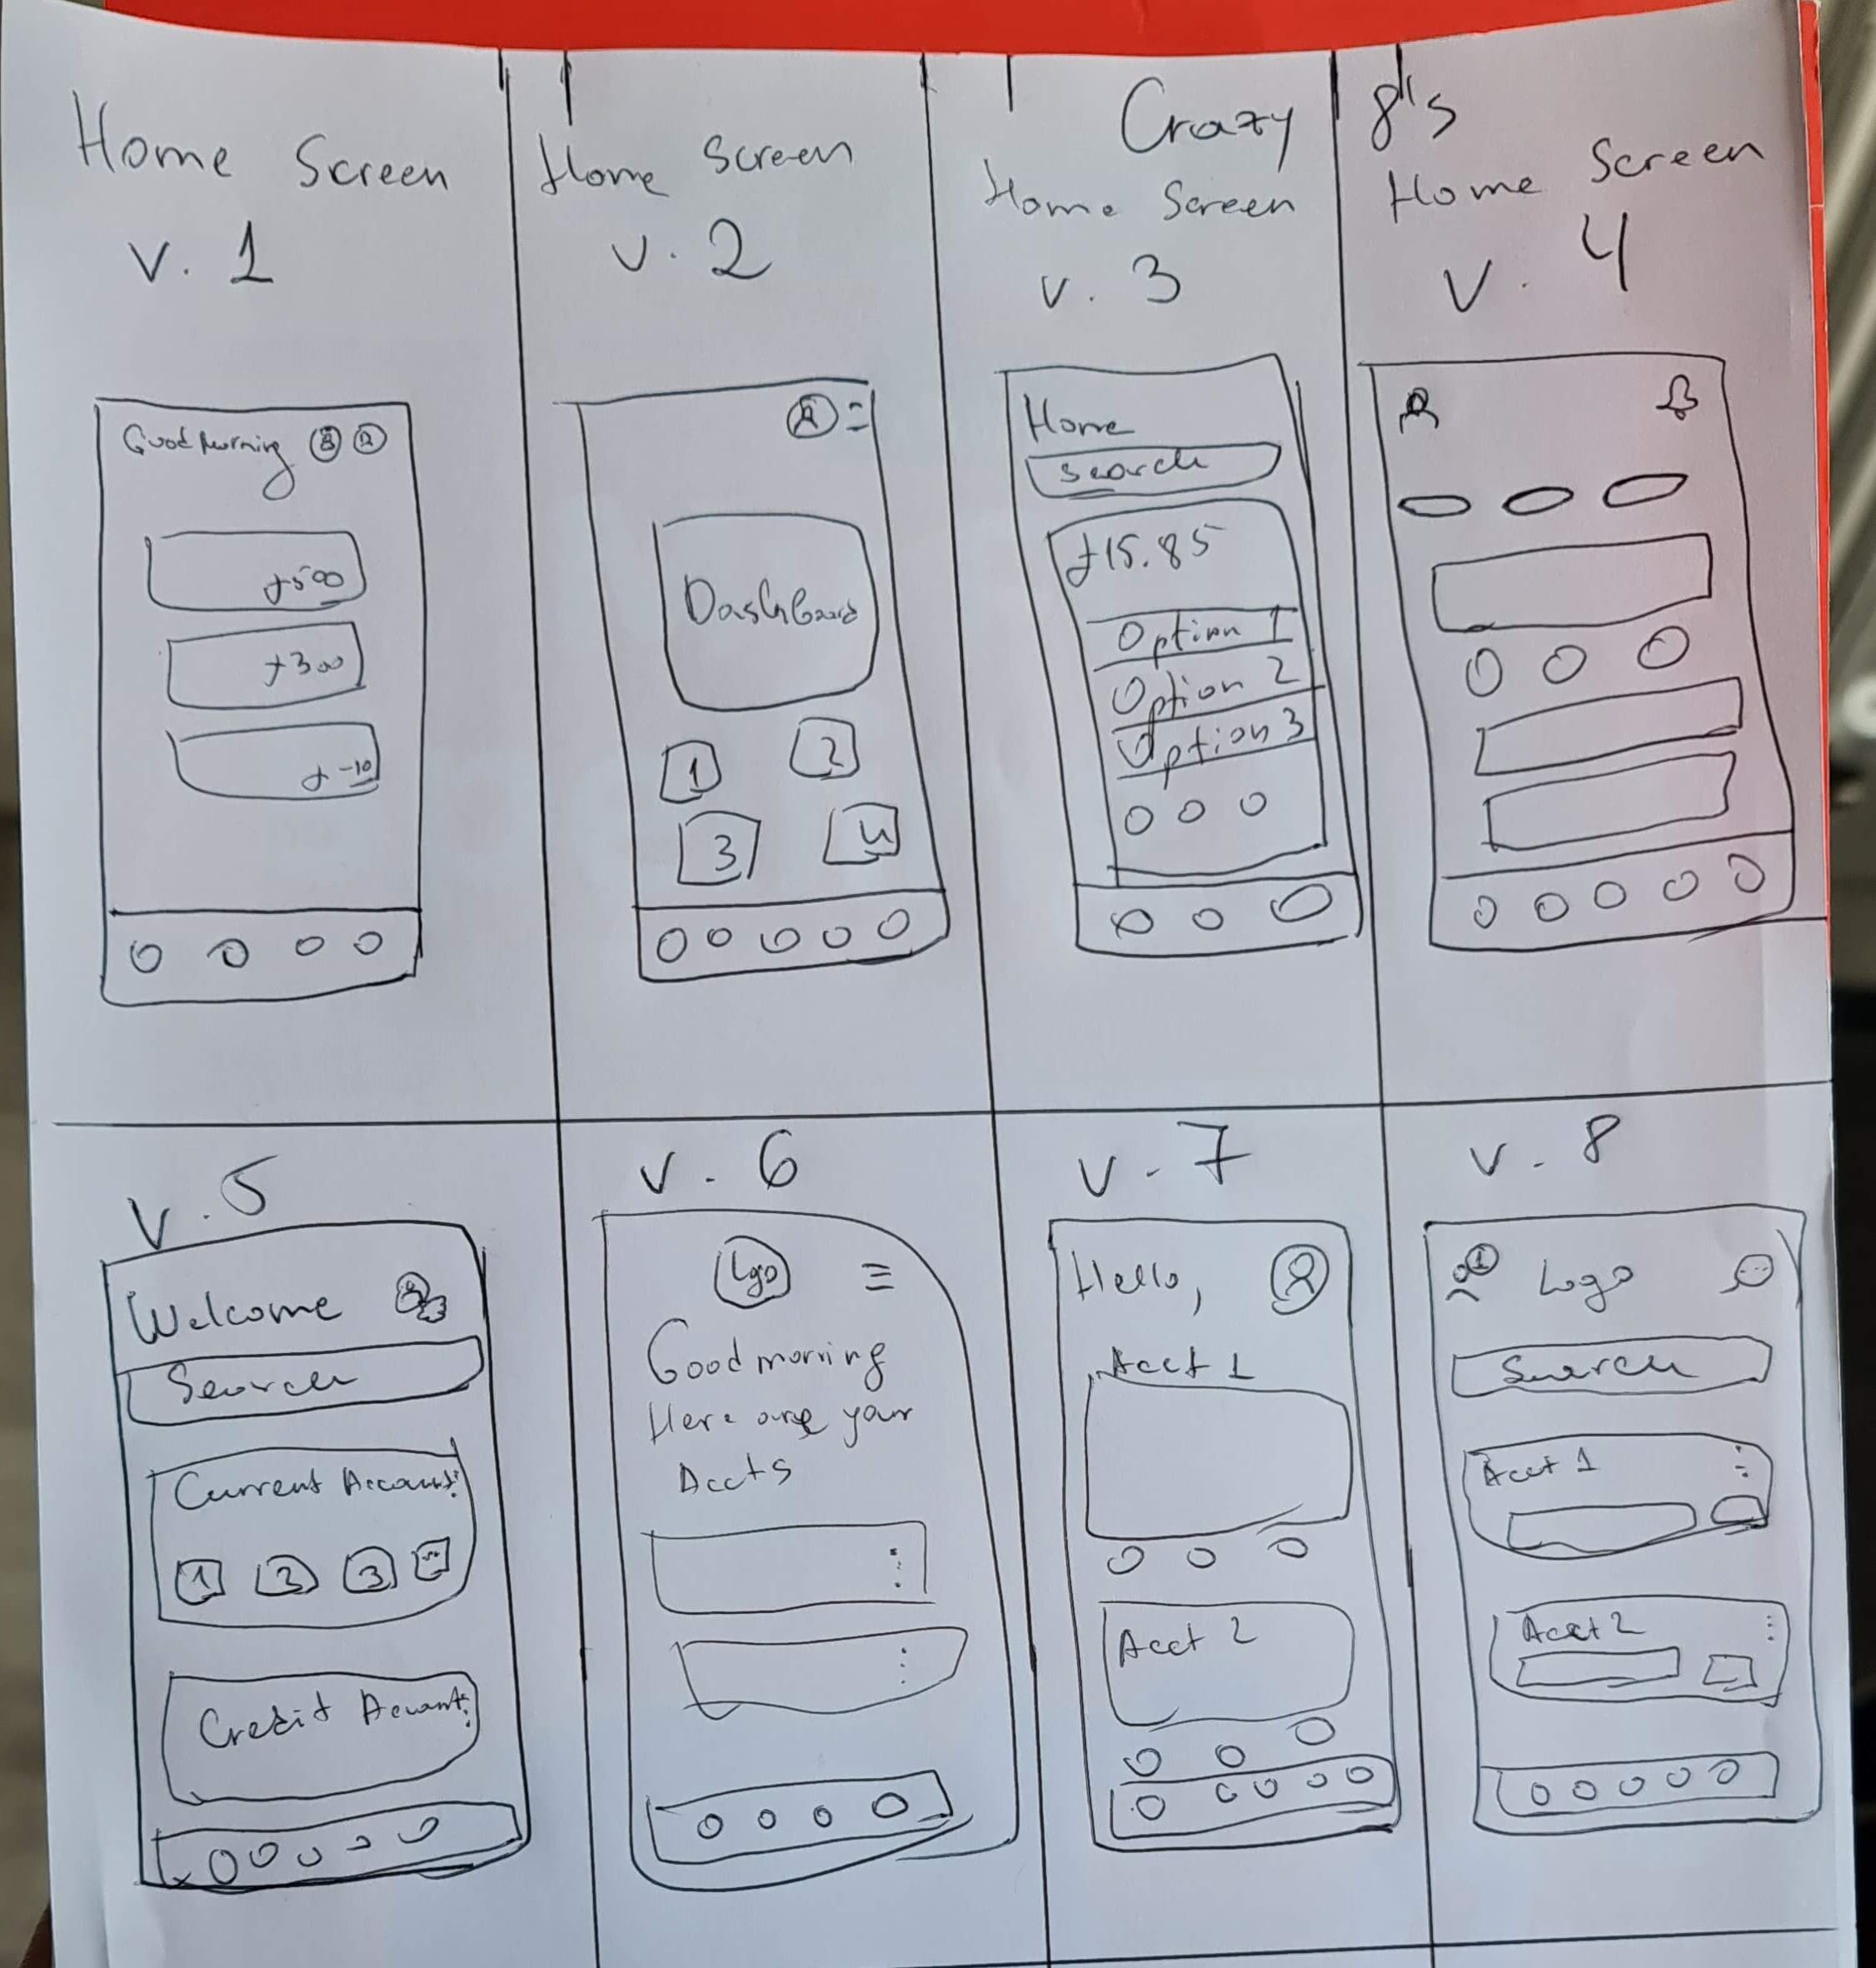 Crazy 8's
Home Screen
v. 1
Good Morning
£500
£300
£-10
Home Screen
v. 2
Dashboard
1
2
3
4
Home Screen
v. 3
Home
Search
£15.85
Option 1
Option 2
Option 3
Home Screen
v. 4
v. 5
Welcome
Search
Current Account
1 2 3
Credit Account
v. 6
Logo
Good morning
Here are your
Accts
v. 7
Hello,
Acct 1
Acct 2
v. 8
1
Logo
Search
Acct 1
Acct 2